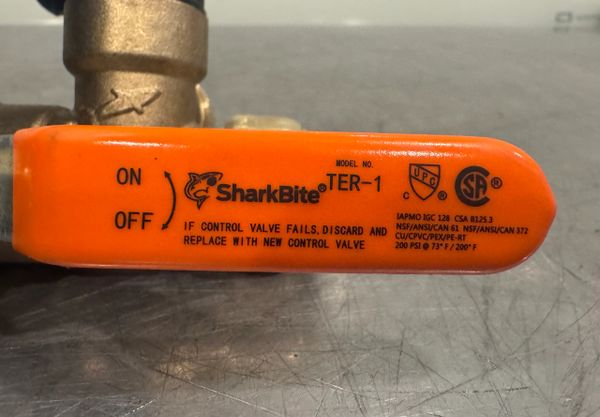 ON
OFF
SharkBite®
MODEL NO.
TER-1
IF CONTROL VALVE FAILS, DISCARD AND
REPLACE WITH NEW CONTROL VALVE
C UPC ®
CSA ®
IAPMO IGC 128 CSA B125.3
NSF/ANSI/CAN 61 NSF/ANSI/CAN 372
CU/CPVC/PEX/PE-RT
200 PSI @ 73° F / 200° F